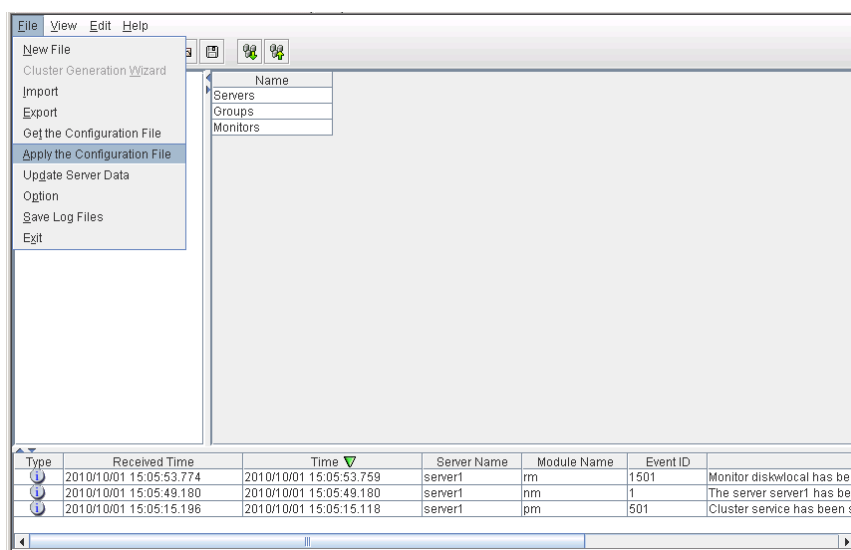 File View Edit Help
New File
Cluster Generation Wizard
Import
Export
Get the Configuration File
Apply the Configuration File
Update Server Data
Option
Save Log Files
Exit
Name
Servers
Groups
Monitors
Type Received Time Time Server Name Module Name Event ID
2010/10/01 15:05:53.774 2010/10/01 15:05:53.759 server1 rm 1501 Monitor diskwlocal has be
2010/10/01 15:05:49.180 2010/10/01 15:05:49.180 server1 nm 1 The server server1 has be
2010/10/01 15:05:15.196 2010/10/01 15:05:15.118 server1 pm 501 Cluster service has been s